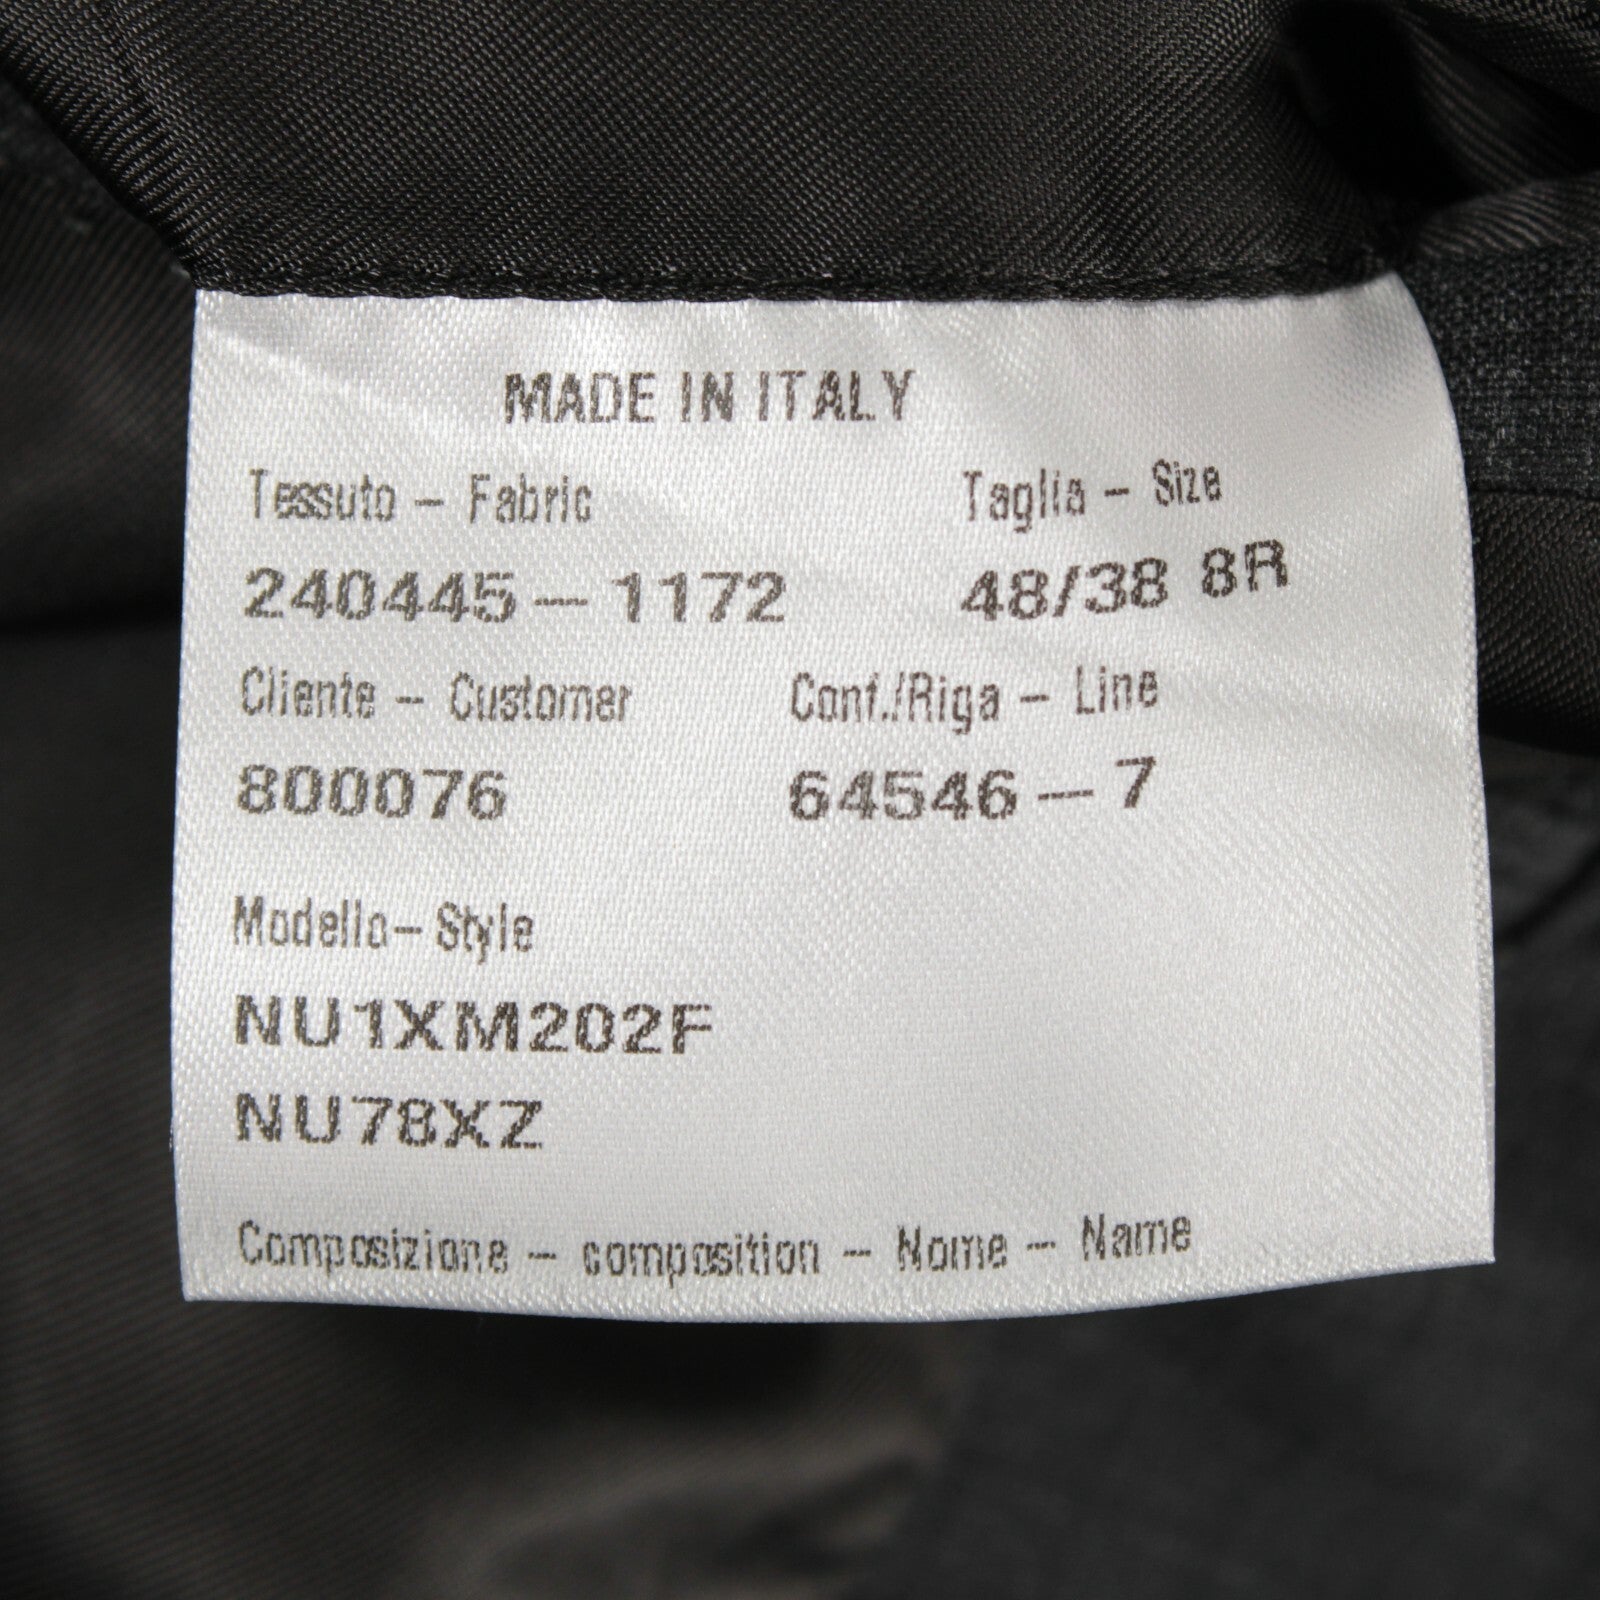 MADE IN ITALY
Tessuto - Fabric Taglia - Size
240445-1172 48/38 8R
Cliente - Customer Conf./Riga - Line
800076 64546-7
Modello-Style
NU1XM202F
NU78XZ
Composizione - composition - Nome - Name